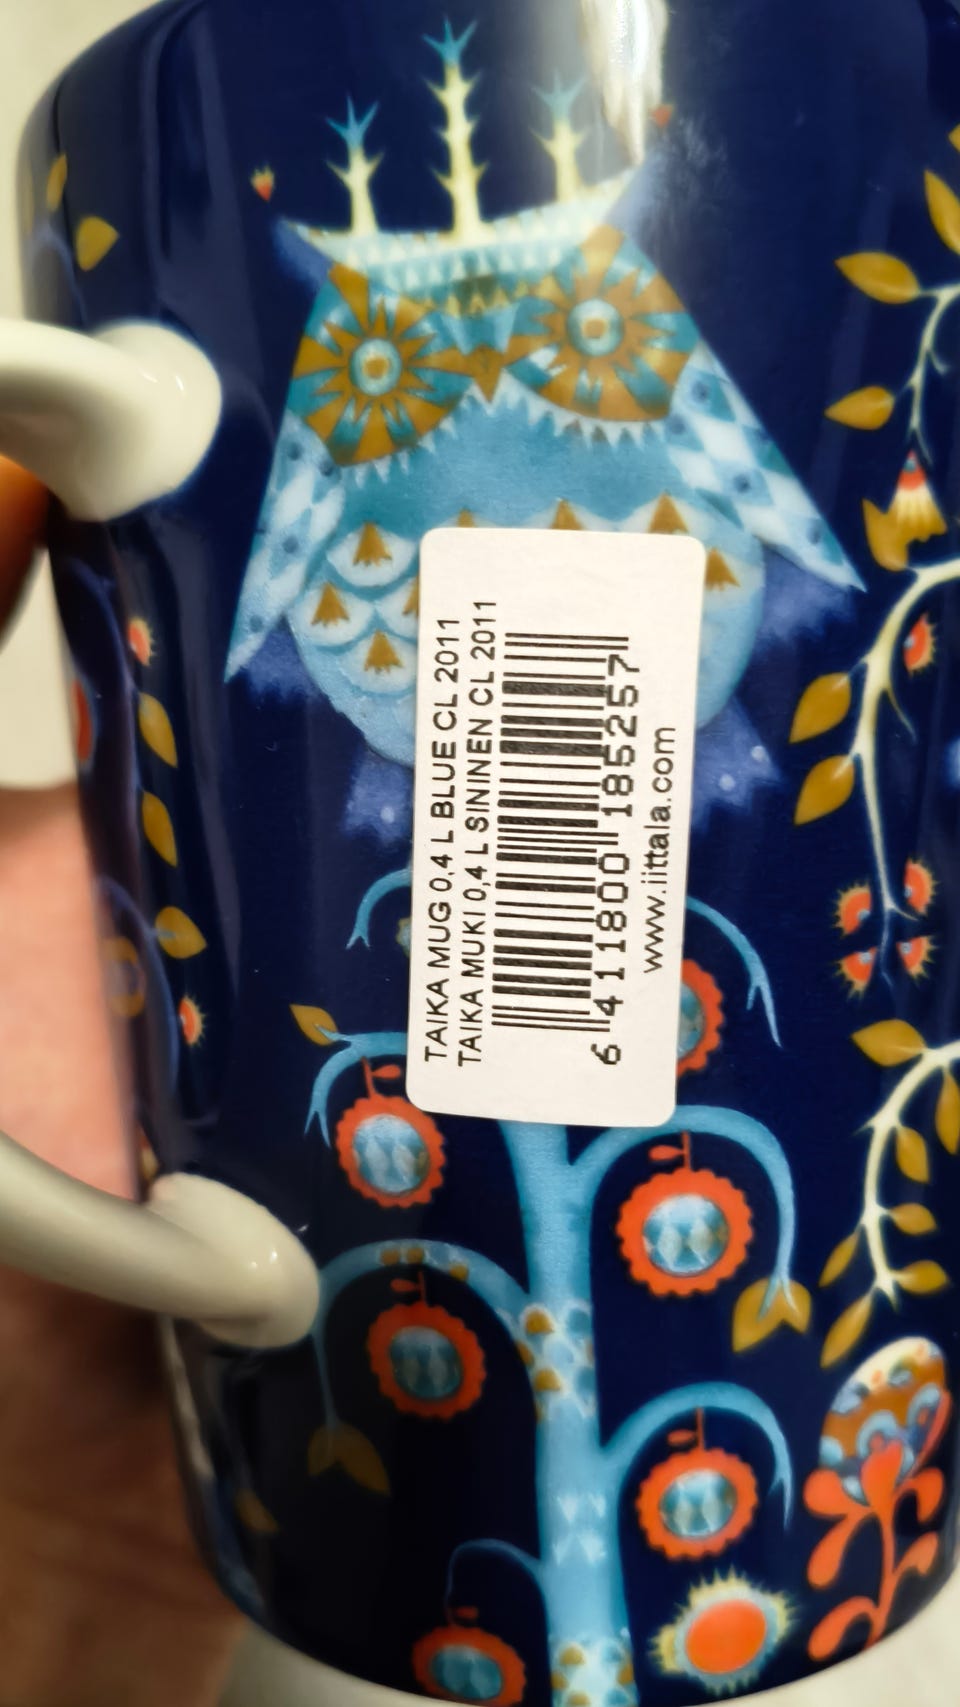 TAIKA MUG 0,4 L BLUE CL 2011
TAIKA MUKI 0,4 L SININEN CL 2011
6 411800 185257
www.iittala.com